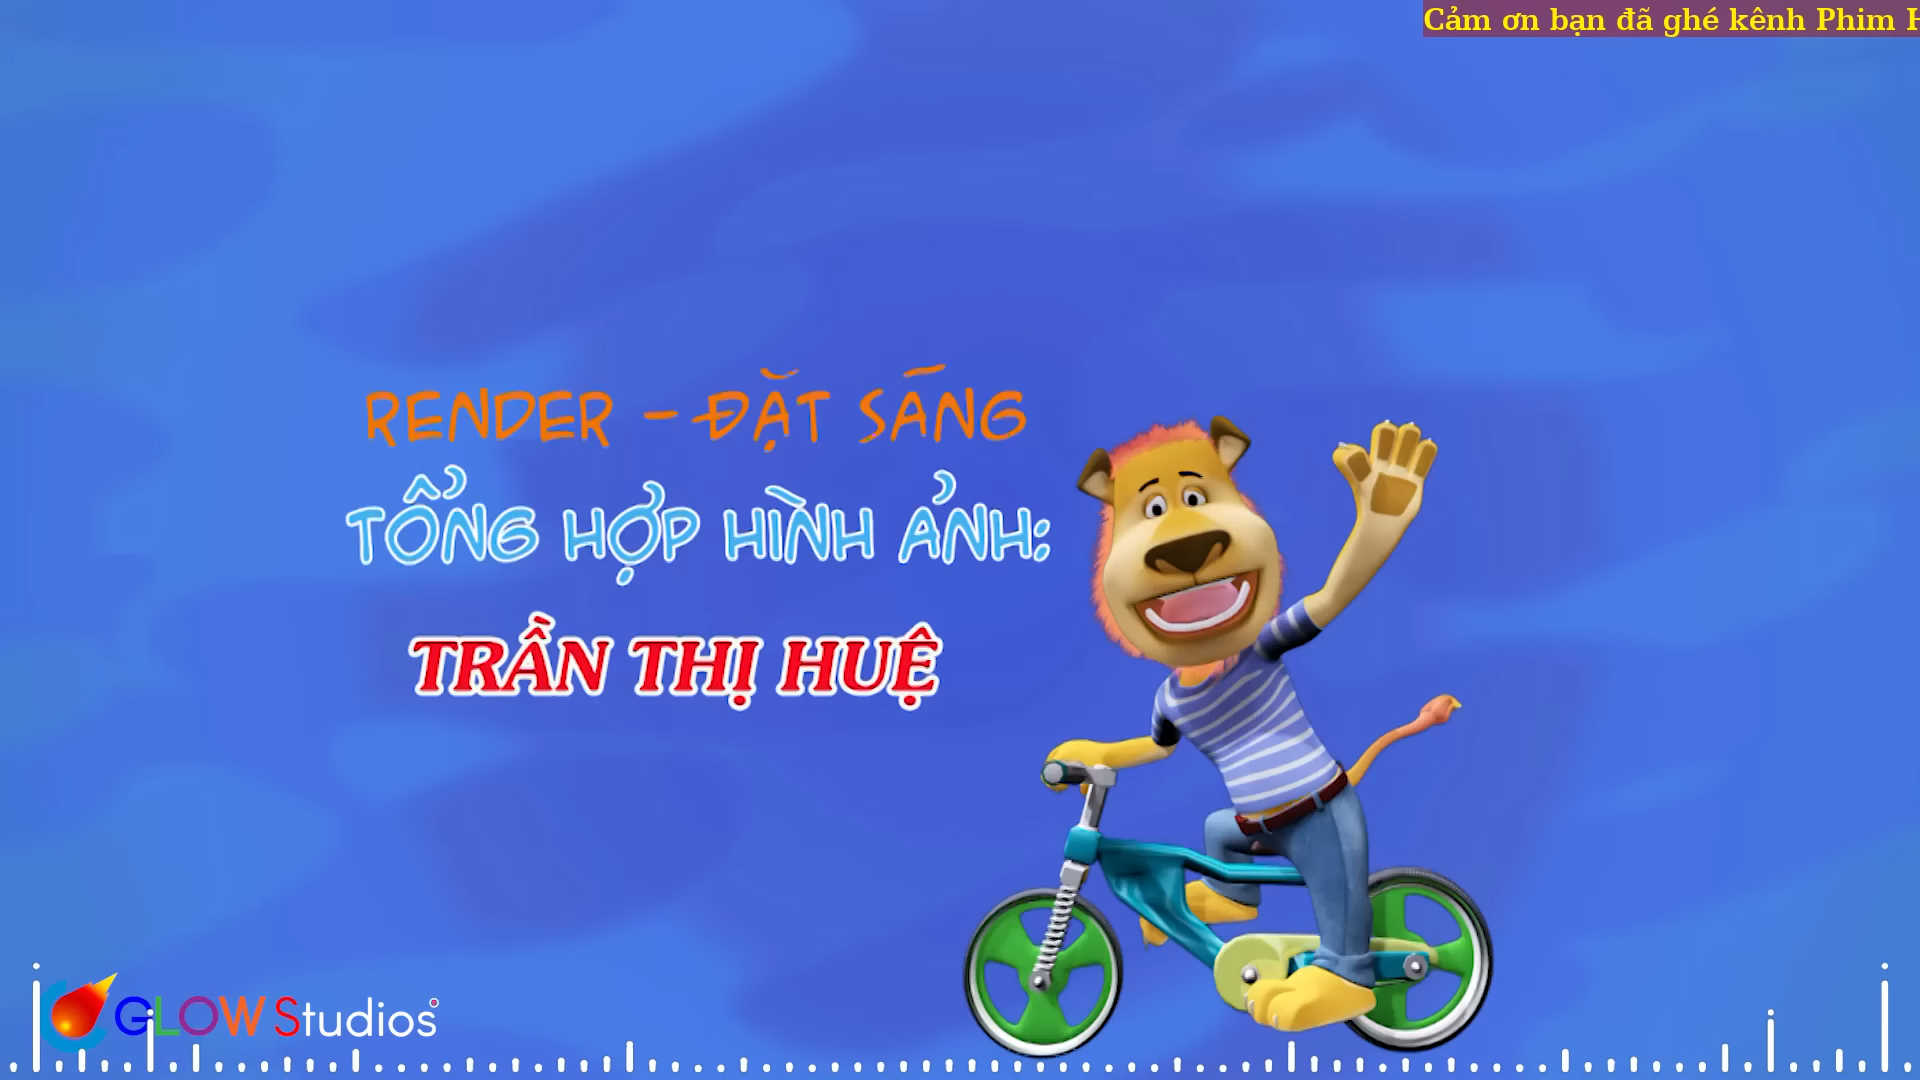 Cảm ơn bạn đã ghé kênh Phim
RENDER - ĐẶT SÁNG
TỔNG HỢP HÌNH ẢNH:
TRẦN THỊ HUỆ
GLOW Studios